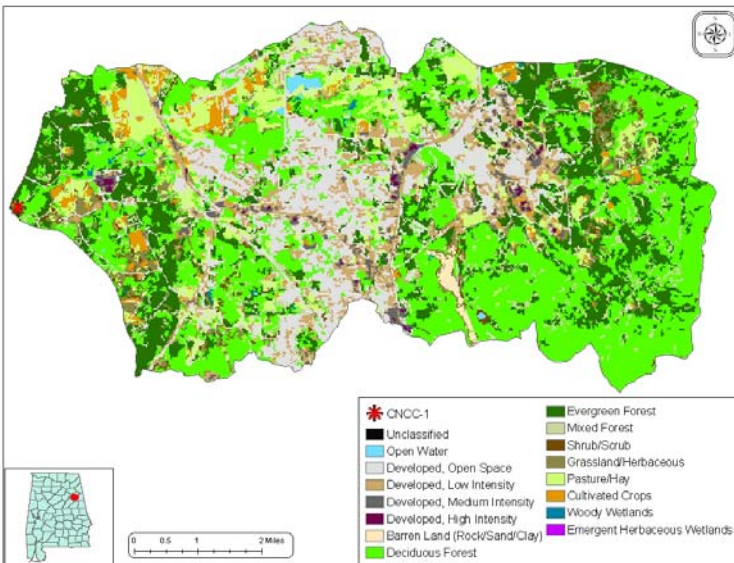 CNCC-1
Unclassified
Open Water
Developed, Open Space
Developed, Low Intensity
Developed, Medium Intensity
Developed, High Intensity
Barren Land (Rock/Sand/Clay)
Deciduous Forest
Evergreen Forest
Mixed Forest
Shrub/Scrub
Grassland/Herbaceous
Pasture/Hay
Cultivated Crops
Woody Wetlands
Emergent Herbaceous Wetlands
0 0.5 1 2 Miles